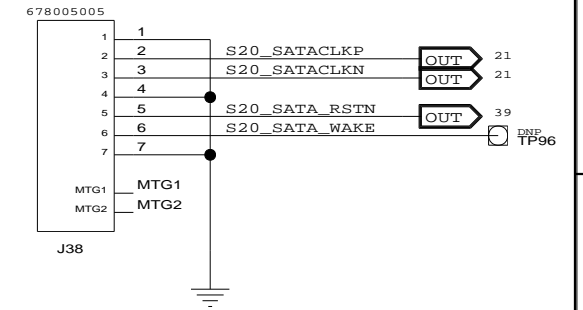 678005005
1 1
2 2 S20_SATACLKP OUT 21
3 3 S20_SATACLKN OUT 21
4 4
5 5 S20_SATA_RSTN OUT 39
6 6 S20_SATA_WAKE DNP
TP96
7 7
MTG1 MTG1
MTG2 MTG2
J38